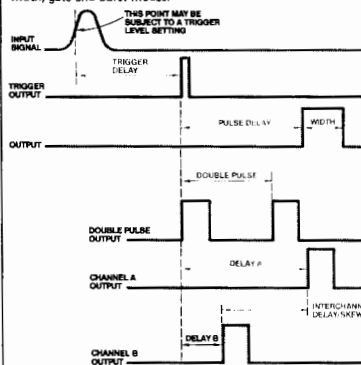 THIS POINT MAY BE
SUBJECT TO A TRIGGER
LEVEL SETTING
INPUT
SIGNAL
TRIGGER
DELAY
TRIGGER
OUTPUT
PULSE DELAY
WIDTH
OUTPUT
DOUBLE PULSE
DOUBLE PULSE
OUTPUT
DELAY A
CHANNEL A
OUTPUT
INTERCHANN
DELAY/SKEW
DELAY B
CHANNEL B
OUTPUT